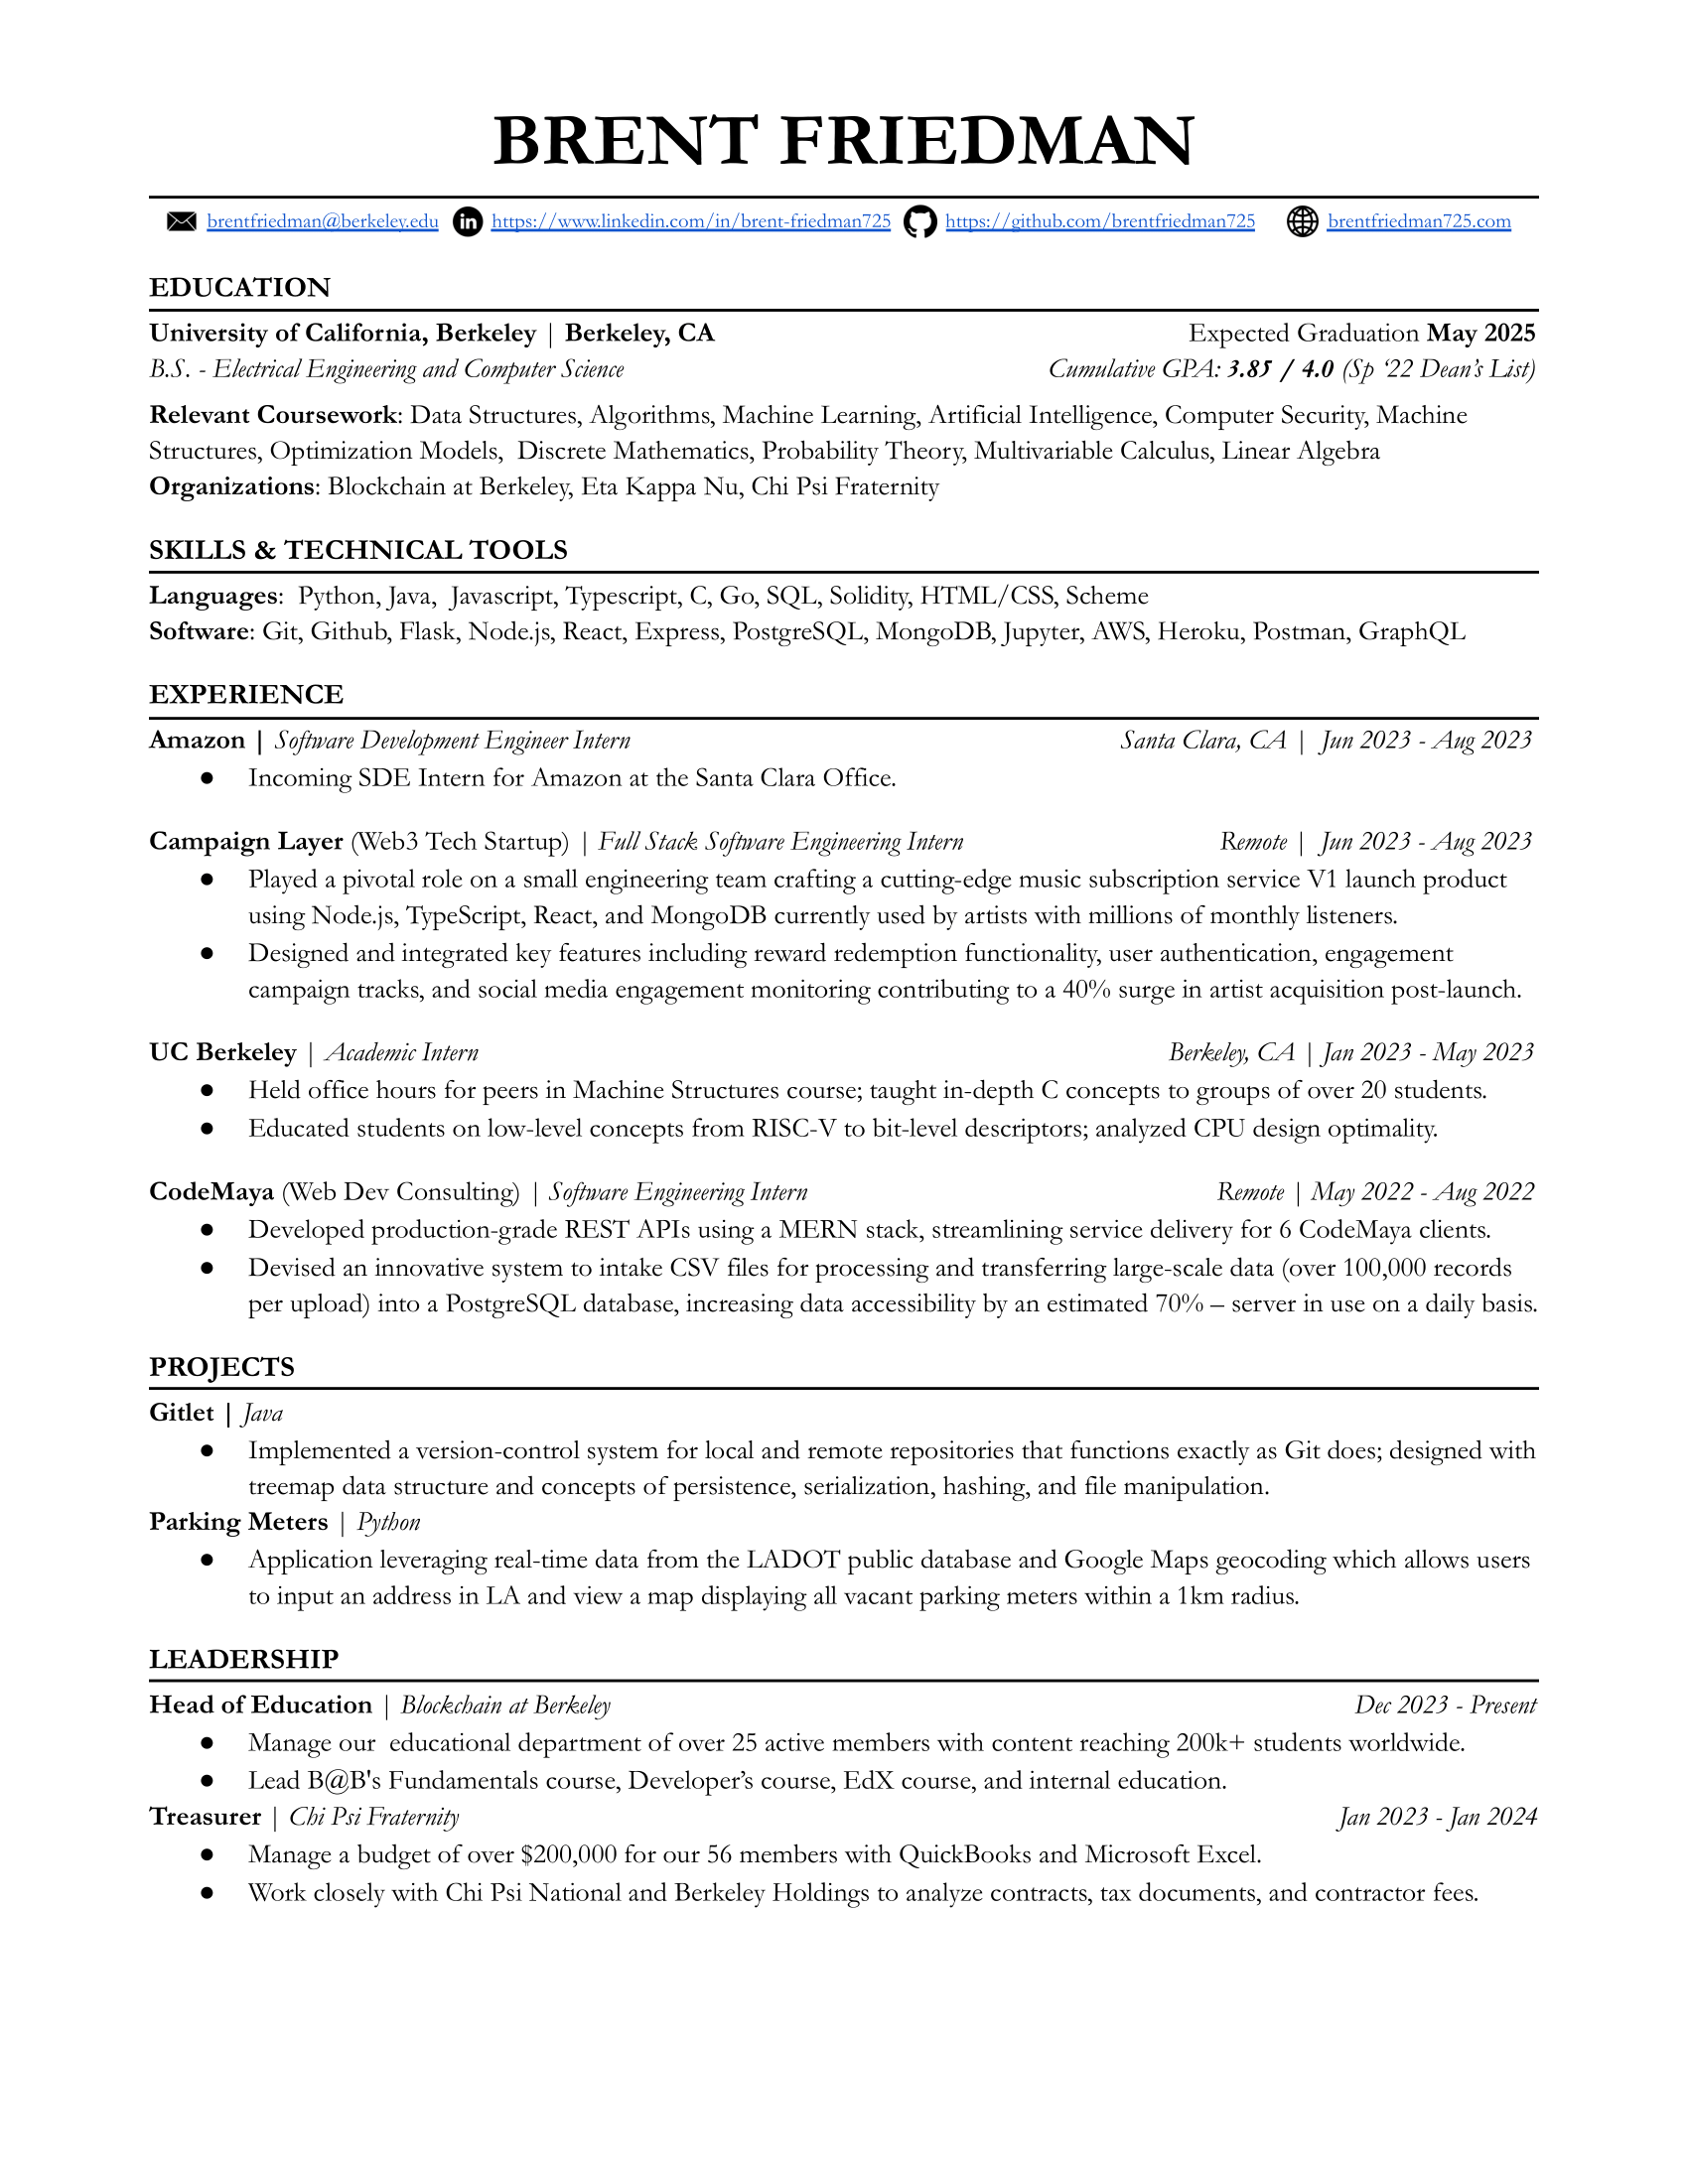 BRENT FRIEDMAN
brentfriedman@berkeley.edu https://www.linkedin.com/in/brent-friedman725 https://github.com/brentfriedman725 brentfriedman725.com
EDUCATION
University of California, Berkeley | Berkeley, CA Expected Graduation May 2025
B.S. - Electrical Engineering and Computer Science Cumulative GPA: 3.85 / 4.0 (Sp ‘22 Dean’s List)
Relevant Coursework: Data Structures, Algorithms, Machine Learning, Artificial Intelligence, Computer Security, Machine
Structures, Optimization Models, Discrete Mathematics, Probability Theory, Multivariable Calculus, Linear Algebra
Organizations: Blockchain at Berkeley, Eta Kappa Nu, Chi Psi Fraternity
SKILLS & TECHNICAL TOOLS
Languages: Python, Java, Javascript, Typescript, C, Go, SQL, Solidity, HTML/CSS, Scheme
Software: Git, Github, Flask, Node.js, React, Express, PostgreSQL, MongoDB, Jupyter, AWS, Heroku, Postman, GraphQL
EXPERIENCE
Amazon | Software Development Engineer Intern Santa Clara, CA | Jun 2023 - Aug 2023
● Incoming SDE Intern for Amazon at the Santa Clara Office.
Campaign Layer (Web3 Tech Startup) | Full Stack Software Engineering Intern Remote | Jun 2023 - Aug 2023
● Played a pivotal role on a small engineering team crafting a cutting-edge music subscription service V1 launch product
using Node.js, TypeScript, React, and MongoDB currently used by artists with millions of monthly listeners.
● Designed and integrated key features including reward redemption functionality, user authentication, engagement
campaign tracks, and social media engagement monitoring contributing to a 40% surge in artist acquisition post-launch.
UC Berkeley | Academic Intern Berkeley, CA | Jan 2023 - May 2023
● Held office hours for peers in Machine Structures course; taught in-depth C concepts to groups of over 20 students.
● Educated students on low-level concepts from RISC-V to bit-level descriptors; analyzed CPU design optimality.
CodeMaya (Web Dev Consulting) | Software Engineering Intern Remote | May 2022 - Aug 2022
● Developed production-grade REST APIs using a MERN stack, streamlining service delivery for 6 CodeMaya clients.
● Devised an innovative system to intake CSV files for processing and transferring large-scale data (over 100,000 records
per upload) into a PostgreSQL database, increasing data accessibility by an estimated 70% – server in use on a daily basis.
PROJECTS
Gitlet | Java
● Implemented a version-control system for local and remote repositories that functions exactly as Git does; designed with
treemap data structure and concepts of persistence, serialization, hashing, and file manipulation.
Parking Meters | Python
● Application leveraging real-time data from the LADOT public database and Google Maps geocoding which allows users
to input an address in LA and view a map displaying all vacant parking meters within a 1km radius.
LEADERSHIP
Head of Education | Blockchain at Berkeley Dec 2023 - Present
● Manage our educational department of over 25 active members with content reaching 200k+ students worldwide.
● Lead B@B's Fundamentals course, Developer’s course, EdX course, and internal education.
Treasurer | Chi Psi Fraternity Jan 2023 - Jan 2024
● Manage a budget of over $200,000 for our 56 members with QuickBooks and Microsoft Excel.
● Work closely with Chi Psi National and Berkeley Holdings to analyze contracts, tax documents, and contractor fees.